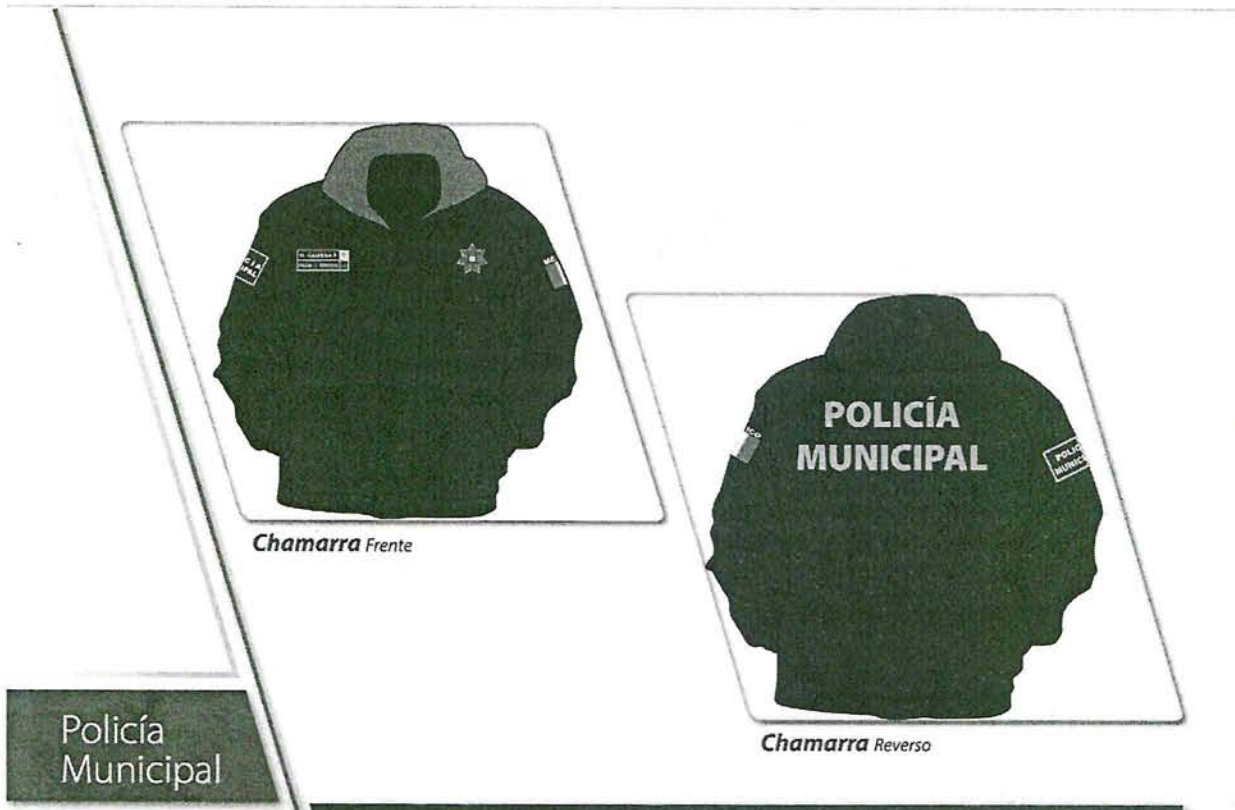 Chamarra Frente
POLICÍA
MUNICIPAL
Chamarra Reverso
Policía
Municipal